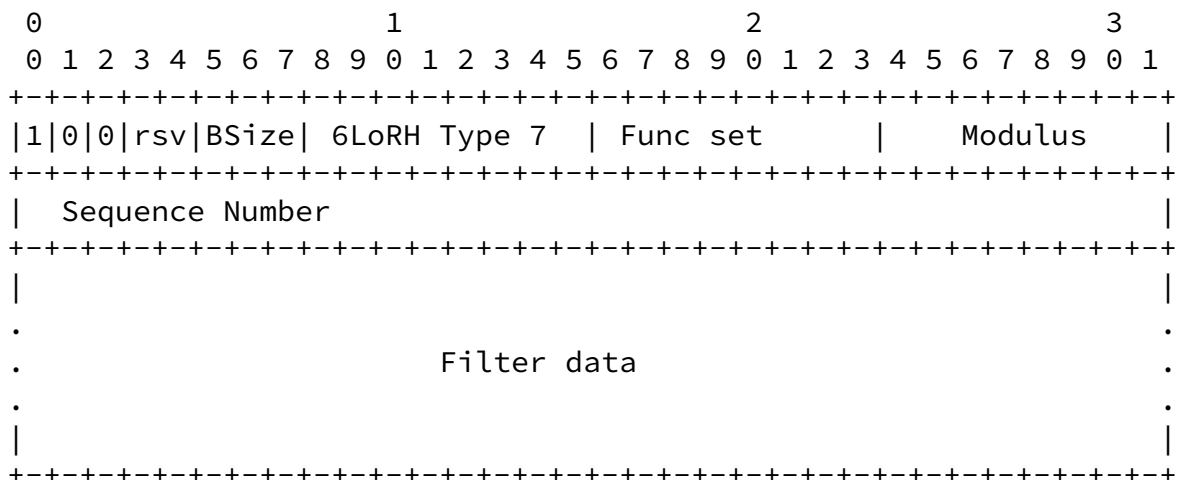 0                   1                   2                   3
 0 1 2 3 4 5 6 7 8 9 0 1 2 3 4 5 6 7 8 9 0 1 2 3 4 5 6 7 8 9 0 1
+-+-+-+-+-+-+-+-+-+-+-+-+-+-+-+-+-+-+-+-+-+-+-+-+-+-+-+-+-+-+-+-+
|1|0|0|rsv|BSize| 6LoRH Type 7  | Func set      |    Modulus    |
+-+-+-+-+-+-+-+-+-+-+-+-+-+-+-+-+-+-+-+-+-+-+-+-+-+-+-+-+-+-+-+-+
|  Sequence Number                                              |
+-+-+-+-+-+-+-+-+-+-+-+-+-+-+-+-+-+-+-+-+-+-+-+-+-+-+-+-+-+-+-+-+
|                                                               |
.                                                               .
.                       Filter data                             .
.                                                               .
|                                                               |
+-+-+-+-+-+-+-+-+-+-+-+-+-+-+-+-+-+-+-+-+-+-+-+-+-+-+-+-+-+-+-+-+